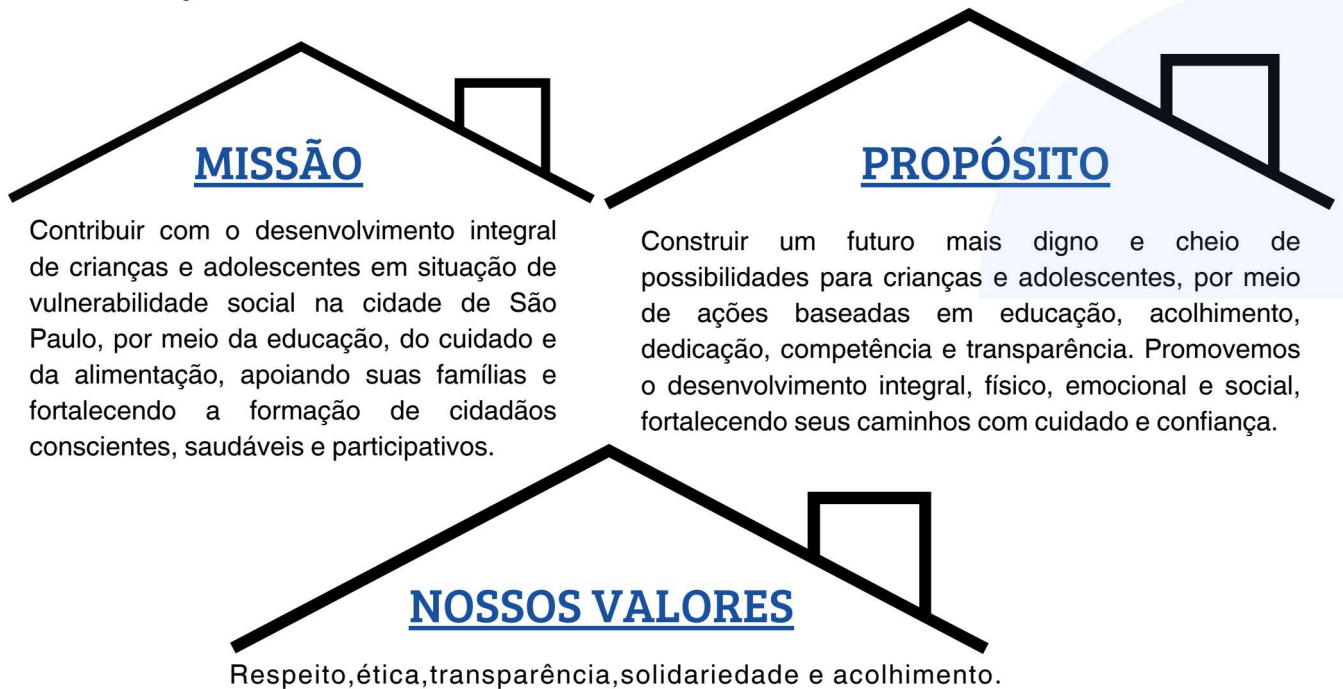 MISSÃO
Contribuir com o desenvolvimento integral
de crianças e adolescentes em situação de
vulnerabilidade social na cidade de São
Paulo, por meio da educação, do cuidado e
da alimentação, apoiando suas famílias e
fortalecendo a formação de cidadãos
conscientes, saudáveis e participativos.
PROPÓSITO
Construir um futuro mais digno e cheio de
possibilidades para crianças e adolescentes, por meio
de ações baseadas em educação, acolhimento,
dedicação, competência e transparência. Promovemos
o desenvolvimento integral, físico, emocional e social,
fortalecendo seus caminhos com cuidado e confiança.
NOSSOS VALORES
Respeito,ética,transparência,solidariedade e acolhimento.